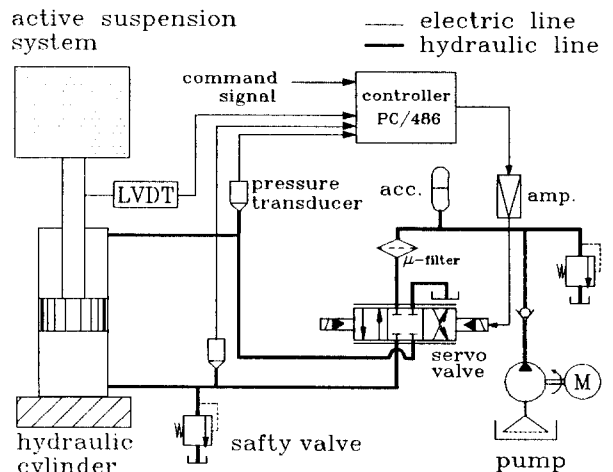 active suspension
system
electric line
hydraulic line
command
signal
controller
PC/486
LVDT
pressure
transducer
acc.
amp.
μ-filter
servo
valve
M
hydraulic
cylinder
safty valve
pump